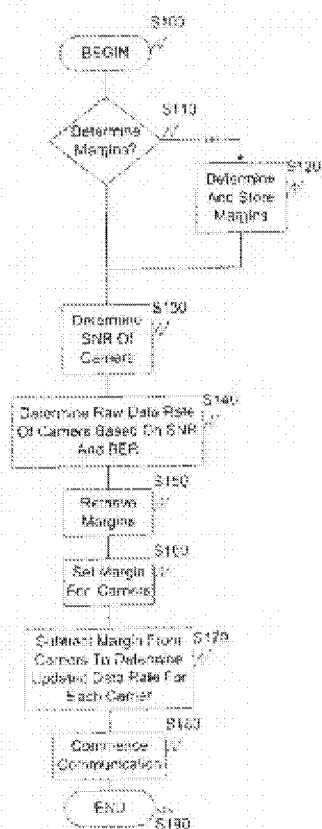 S100
BEGIN
S110
Determine
Margins?
S120
Determine
And Store
Margins
S130
Determine
SNR Of
Carriers
S140
Determine Raw Data Rate
Of Carriers Based On SNR
And BER
S150
Retrieve
Margins
S160
Set Margin
For Carriers
S170
Subtract Margin From
Carriers To Determine
Updated Data Rate For
Each Carrier
S180
Commence
Communication
END
S190